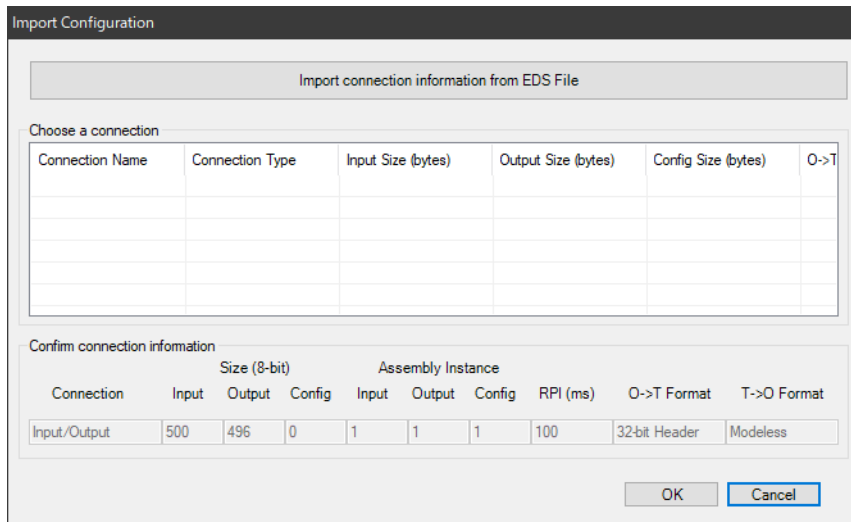 Import Configuration
Import connection information from EDS File
Choose a connection
Connection Name Connection Type Input Size (bytes) Output Size (bytes) Config Size (bytes) O->T
Confirm connection information
Size (8-bit) Assembly Instance
Connection Input Output Config Input Output Config RPI (ms) O->T Format T->O Format
Input/Output 500 496 0 1 1 1 100 32-bit Header Modeless
OK Cancel